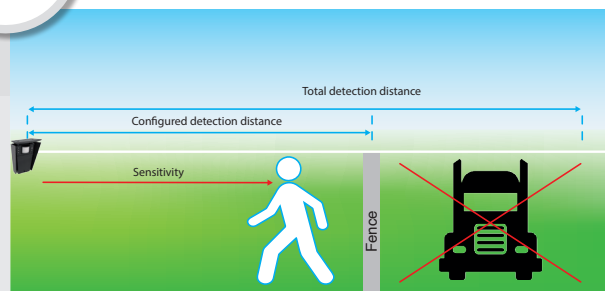 Total detection distance
Configured detection distance
Sensitivity
Fence